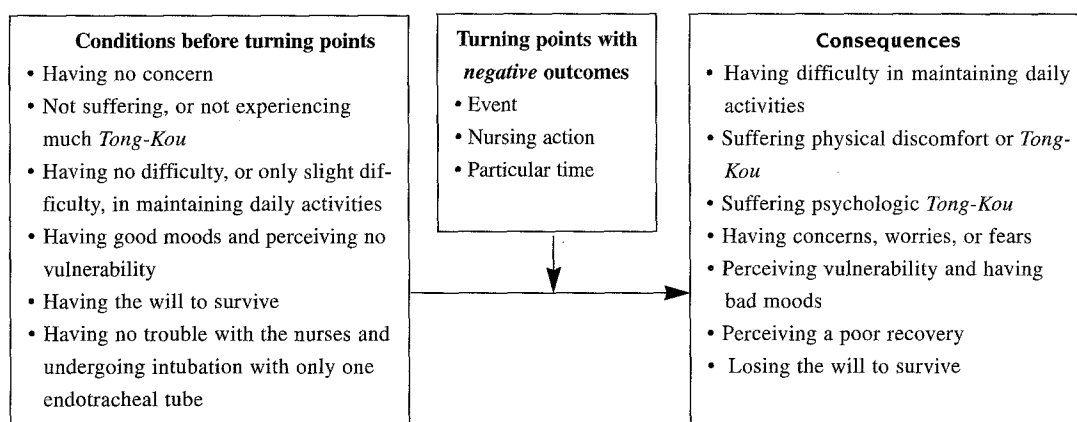 Conditions before turning points
• Having no concern
• Not suffering, or not experiencing
much Tong-Kou
• Having no difficulty, or only slight dif-
ficulty, in maintaining daily activities
• Having good moods and perceiving no
vulnerability
• Having the will to survive
• Having no trouble with the nurses and
undergoing intubation with only one
endotracheal tube
Turning points with
negative outcomes
• Event
• Nursing action
• Particular time
Consequences
• Having difficulty in maintaining daily
activities
• Suffering physical discomfort or Tong-
Kou
• Suffering psychologic Tong-Kou
• Having concerns, worries, or fears
• Perceiving vulnerability and having
bad moods
• Perceiving a poor recovery
• Losing the will to survive